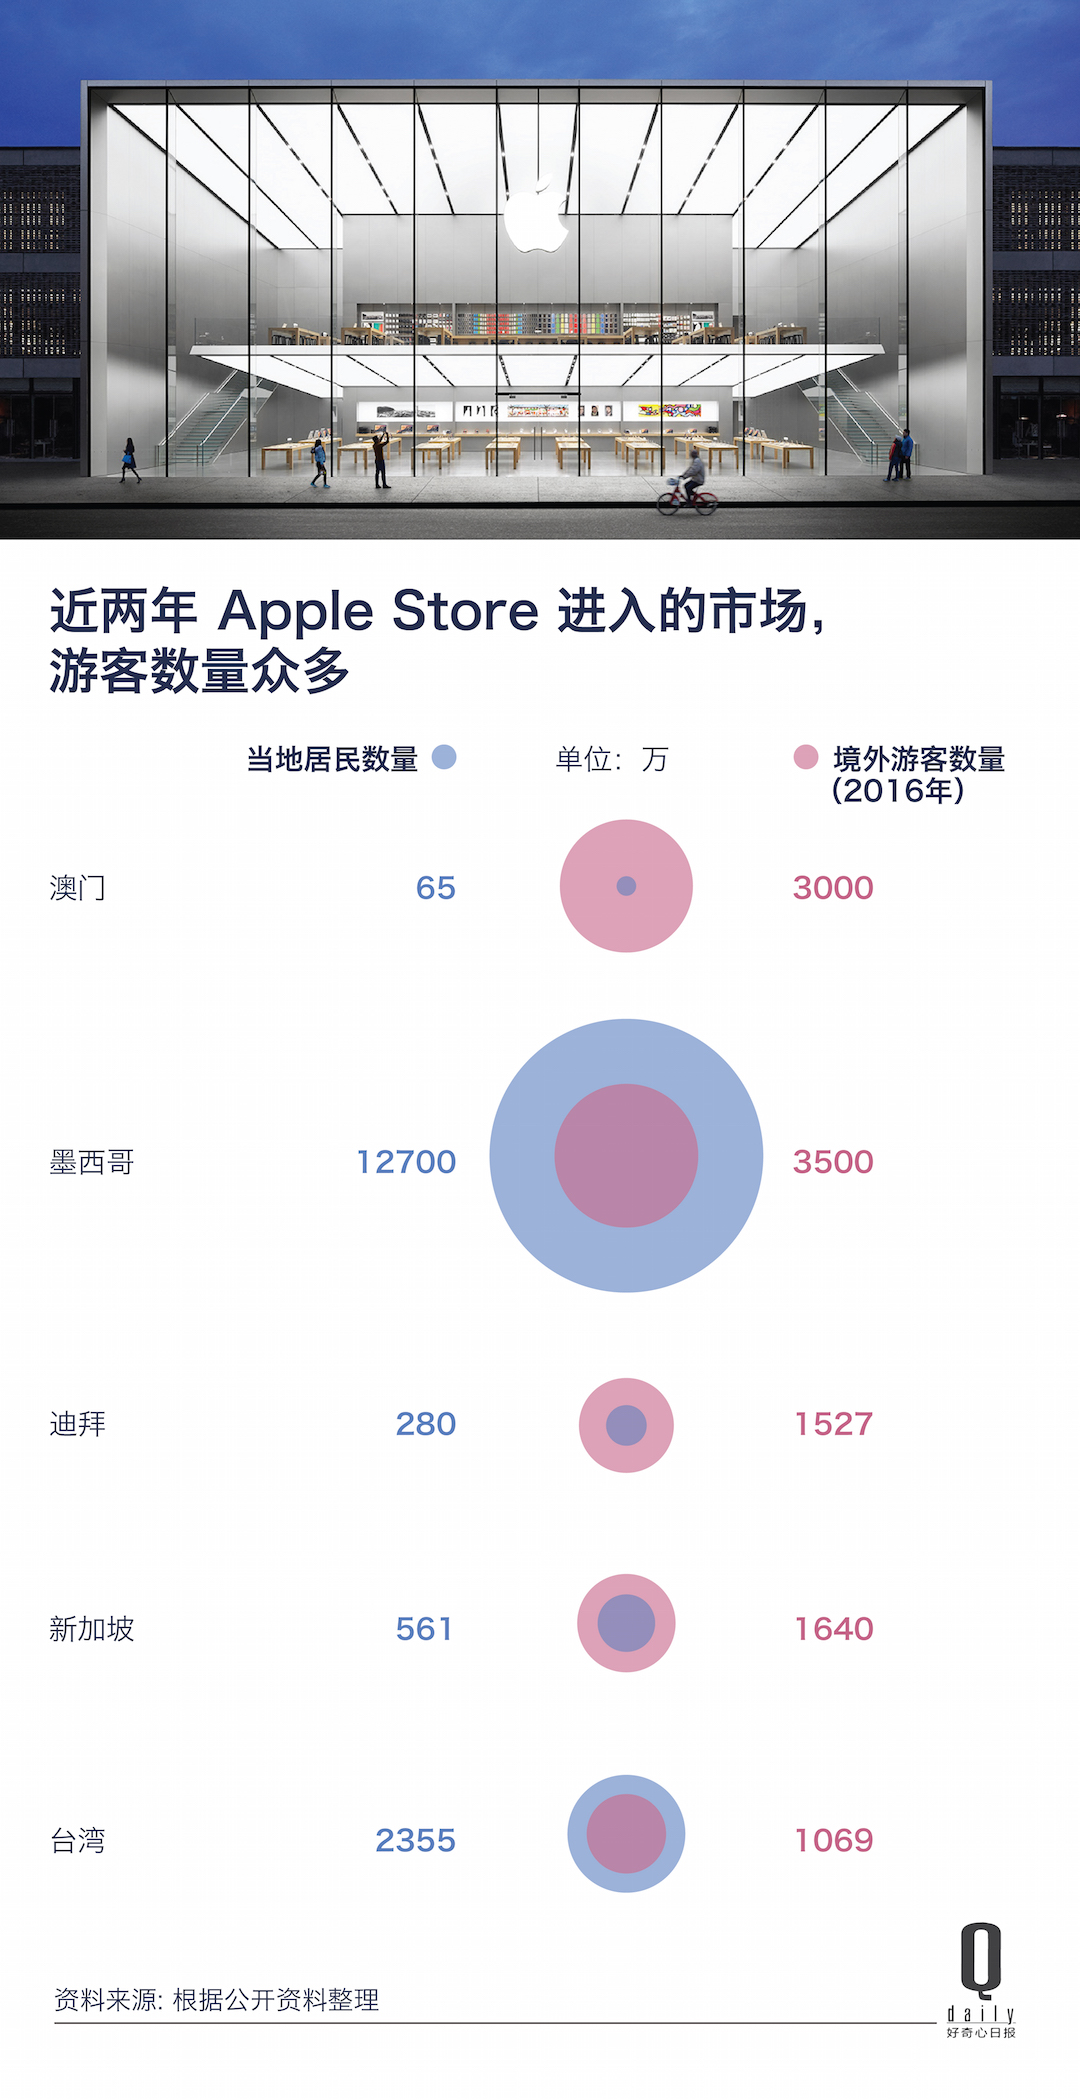 近两年 Apple Store 进入的市场,
游客数量众多
当地居民数量 单位：万 境外游客数量
（2016年）
澳门 65 3000
墨西哥 12700 3500
迪拜 280 1527
新加坡 561 1640
台湾 2355 1069
资料来源: 根据公开资料整理
Q
daily
好奇心日报